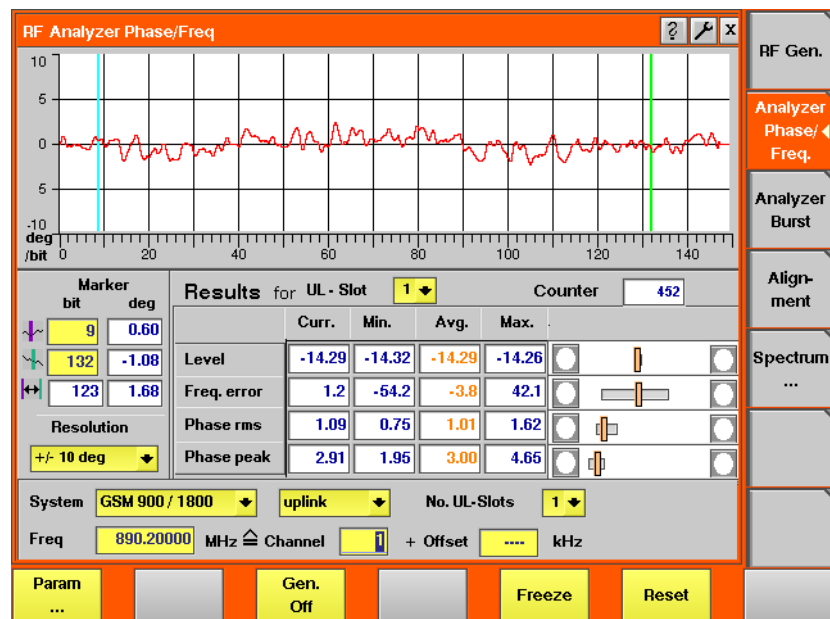 RF Analyzer Phase/Freq
? x
10
5
0
5
-10
deg
/bit 0 20 40 60 80 100 120 140
Marker
bit deg
9 0.60
132 -1.08
123 1.68
Resolution
+/- 10 deg
Results for UL - Slot 1 Counter 452
Curr. Min. Avg. Max.
Level -14.29 -14.32 -14.29 -14.26
Freq. error 1.2 -54.2 -3.8 42.1
Phase rms 1.09 0.75 1.01 1.62
Phase peak 2.91 1.95 3.00 4.65
System GSM 900 / 1800 uplink No. UL-Slots 1
Freq 890.20000 MHz ≙ Channel 1 + Offset ---- kHz
RF Gen.
Analyzer
Phase/
Freq.
Analyzer
Burst
Align-
ment
Spectrum
...
Param
...
Gen.
Off
Freeze
Reset